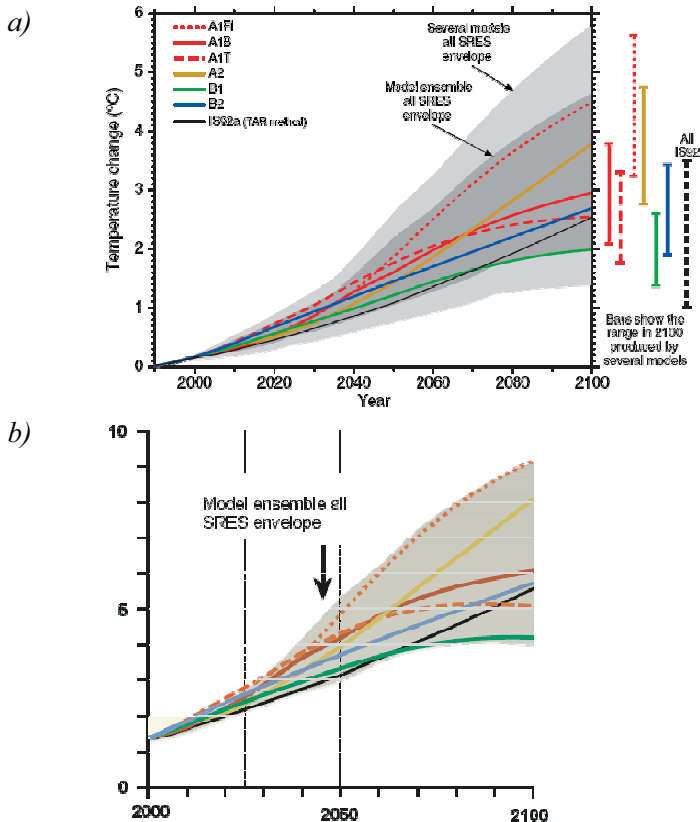 a)
6
5
4
3
2
1
0
Temperature change (ºC)
A1FI
A1B
A1T
A2
B1
B2
IS92a (TAR method)
Several models
all SRES
envelope
Model ensemble
all SRES
envelope
All
IS92
2000
2020
2040
2060
2080
2100
Year
Bars show the
range in 2100
produced by
several models
b)
10
5
0
Model ensemble all
SRES envelope
2000
2050
2100